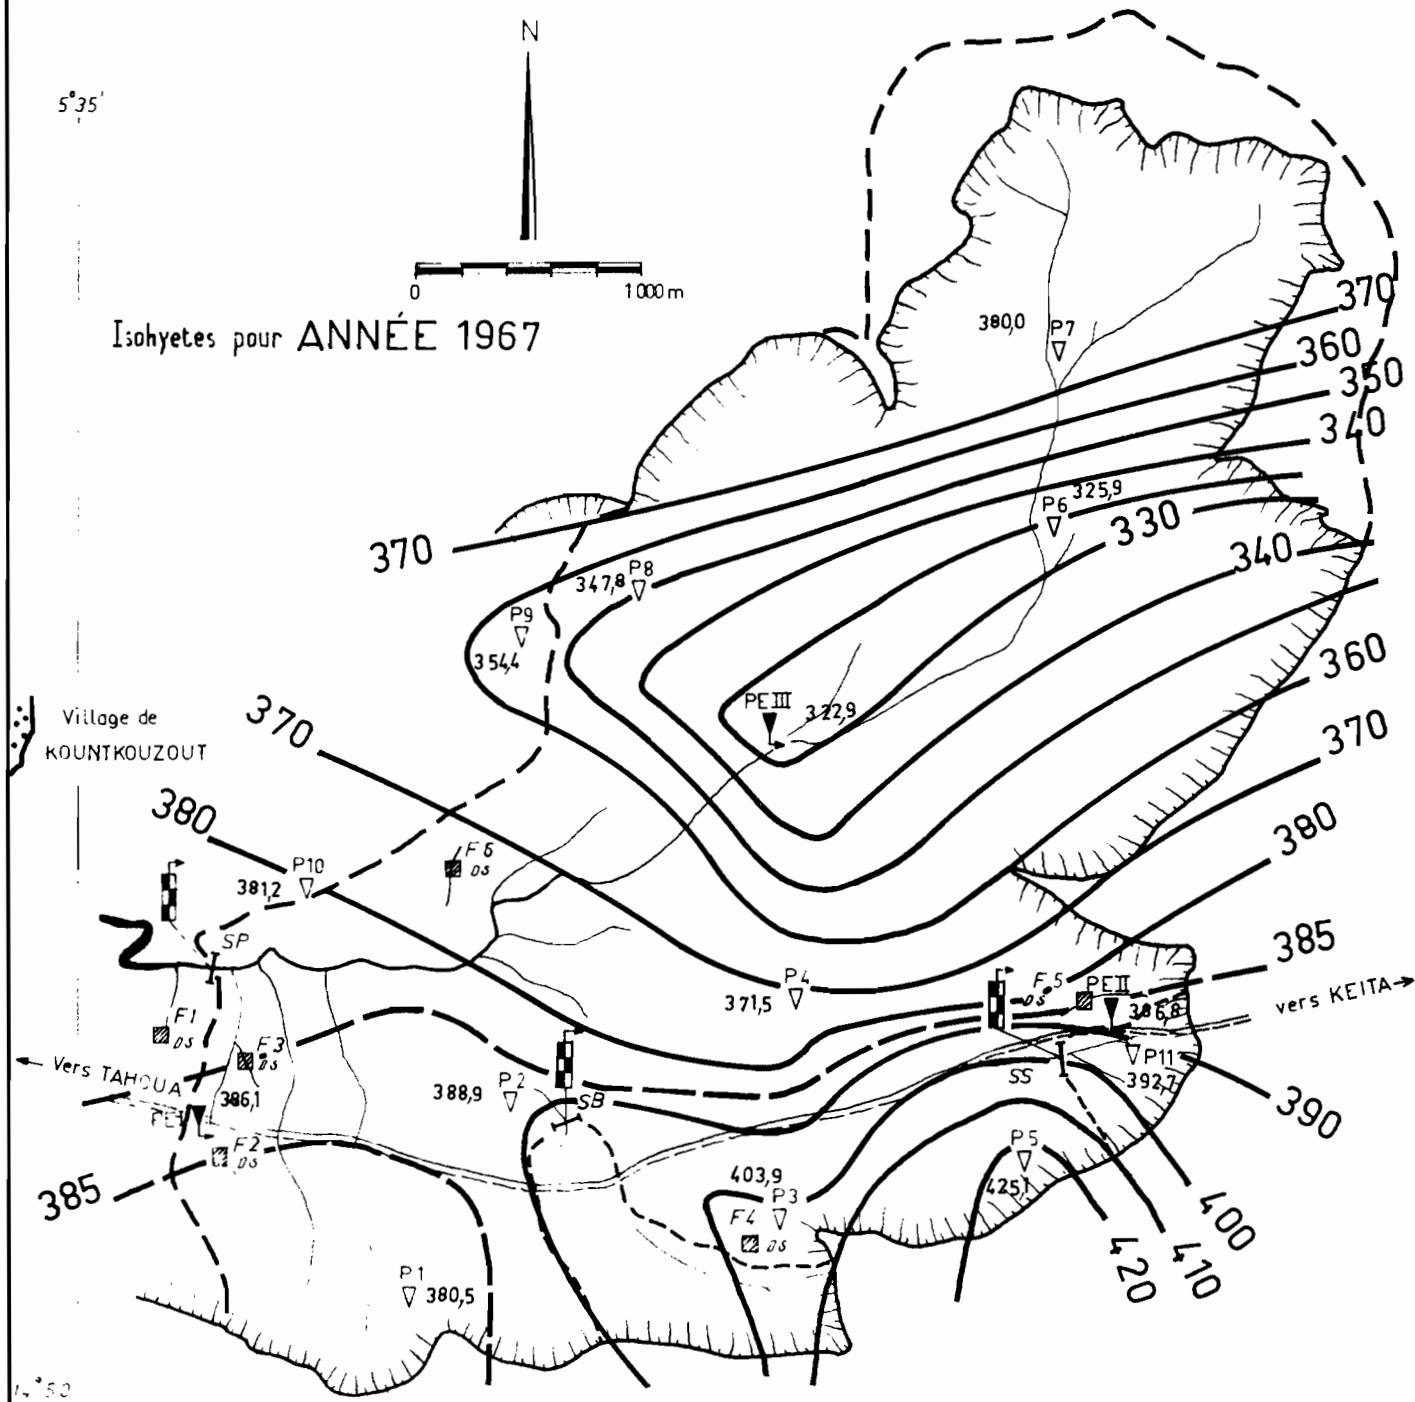 N
5°35'
0 1000 m
Isohyetes pour ANNÉE 1967
370
380,0 P7
360
350
340
325,9
P6
330
370
340
P8
347,8
P9
354,4
360
PE III
322,9
370
Village de
KOUNTKOUZOUT
370
380
380
P10
381,2
F6
DS
SP
385
P4
371,5
F5
DS
PE II
386,8
vers KEITA
F1
DS
F3
DS
Vers TAHOUA
P11
392,7
SS
P2
388,9
SB
386,1
390
F2
DS
P5
425,1
403,9
P3
385
F4
DS
400
410
420
P1
380,5